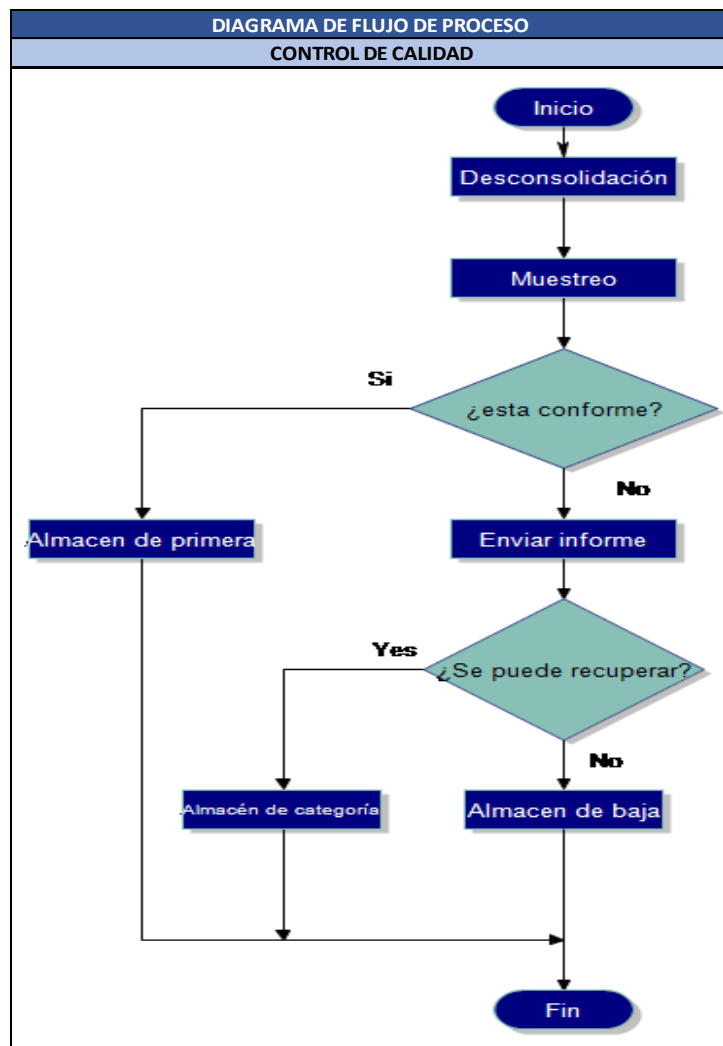 DIAGRAMA DE FLUJO DE PROCESO
CONTROL DE CALIDAD
Inicio
Desconsolidación
Muestreo
Si
¿esta conforme?
No
Almacen de primera
Enviar informe
Yes
¿Se puede recuperar?
No
Almacén de categoría
Almacen de baja
Fin